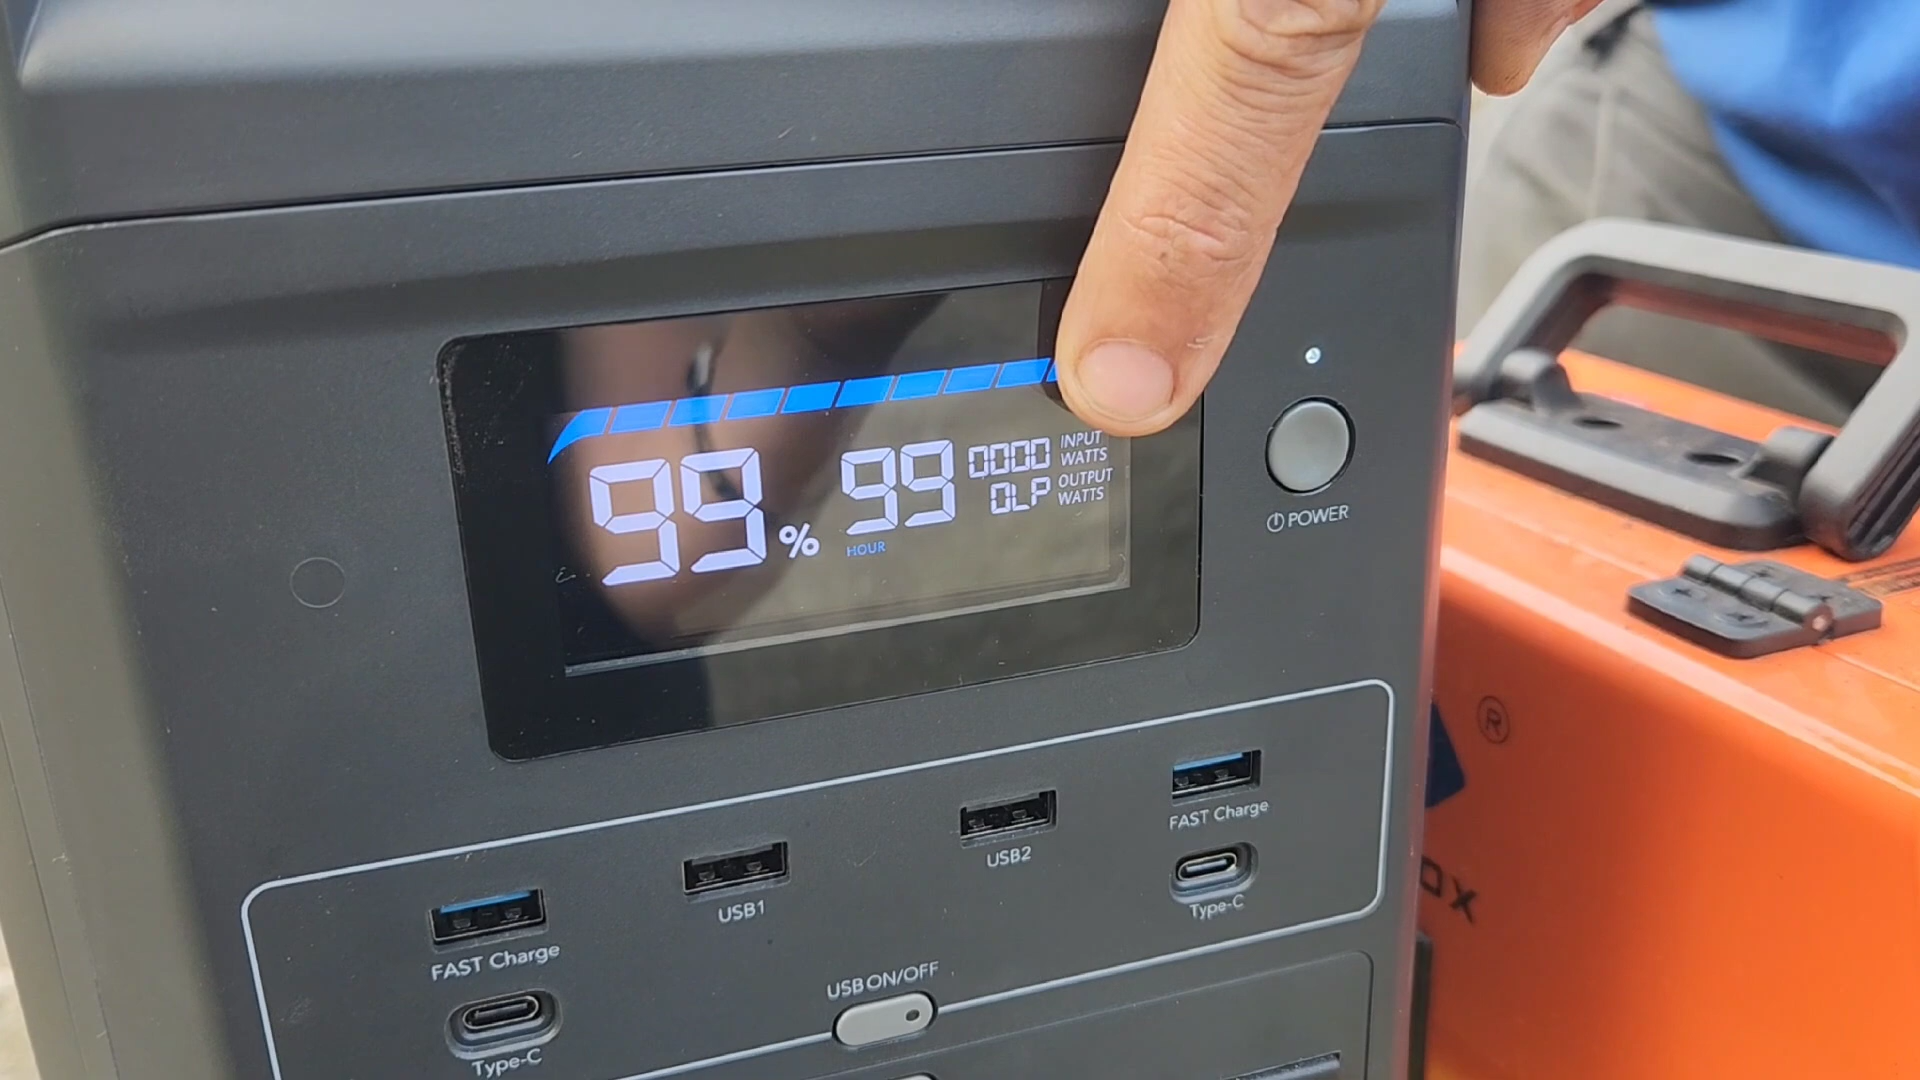 99 % 99 HOUR
0000 INPUT WATTS
OLP OUTPUT WATTS
POWER
FAST Charge
USB1
USB2
FAST Charge
Type-C
Type-C
USB ON/OFF
®